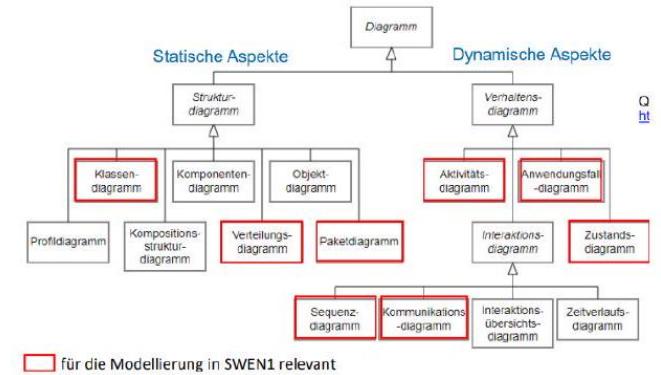 Diagramm
Statische Aspekte
Dynamische Aspekte
Struktur-
diagramm
Verhaltens-
diagramm
Q
ht
Klassen-
diagramm
Komponenten-
diagramm
Objekt-
diagramm
Aktivitäts-
diagramm
Anwendungsfall
-diagramm
Profildiagramm
Kompositions-
struktur-
diagramm
Verteilungs-
diagramm
Paketdiagramm
Interaktions-
diagramm
Zustands-
diagramm
Sequenz-
diagramm
Kommunikations
-diagramm
Interaktions-
übersichts-
diagramm
Zeitverlaufs-
diagramm
für die Modellierung in SWEN1 relevant